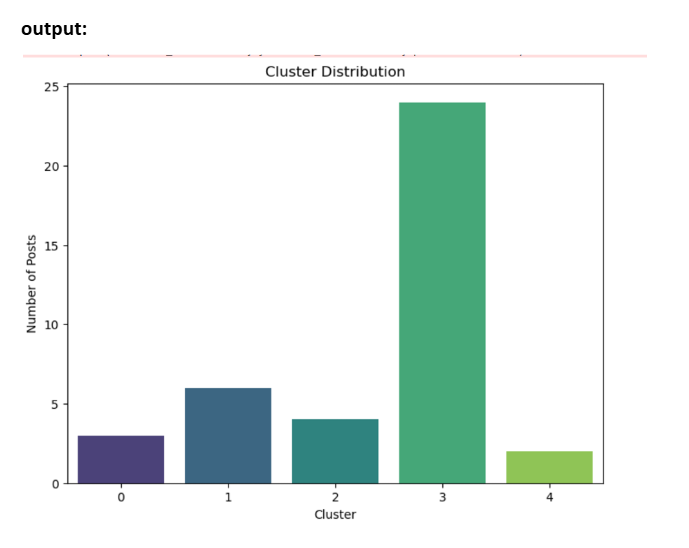 output:
Cluster Distribution
25
20
15
10
5
0
Number of Posts
0 1 2 3 4
Cluster